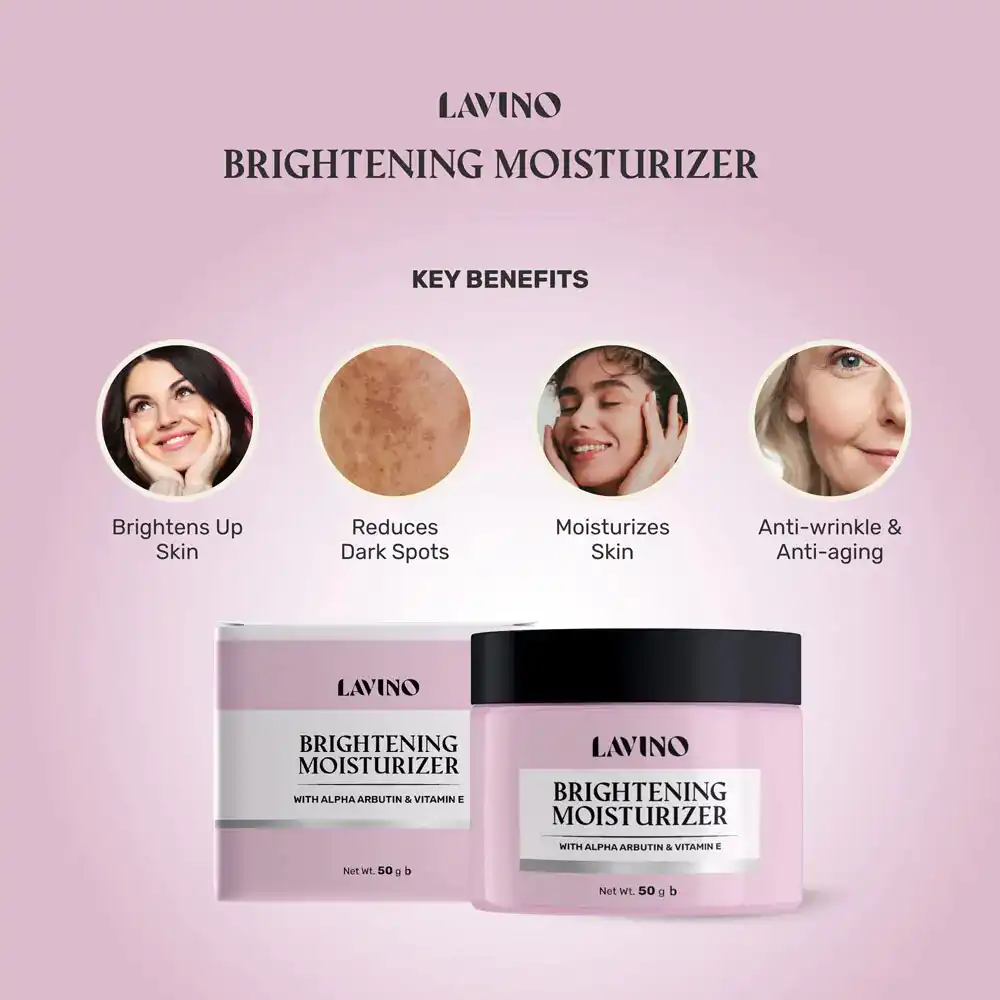 LAVINO
BRIGHTENING MOISTURIZER
KEY BENEFITS
Brightens Up
Skin
Reduces
Dark Spots
Moisturizes
Skin
Anti-wrinkle &
Anti-aging
LAVINO
BRIGHTENING
MOISTURIZER
WITH ALPHA ARBUTIN & VITAMIN E
Net Wt. 50 g b
LAVINO
BRIGHTENING
MOISTURIZER
WITH ALPHA ARBUTIN & VITAMIN E
Net Wt. 50 g b